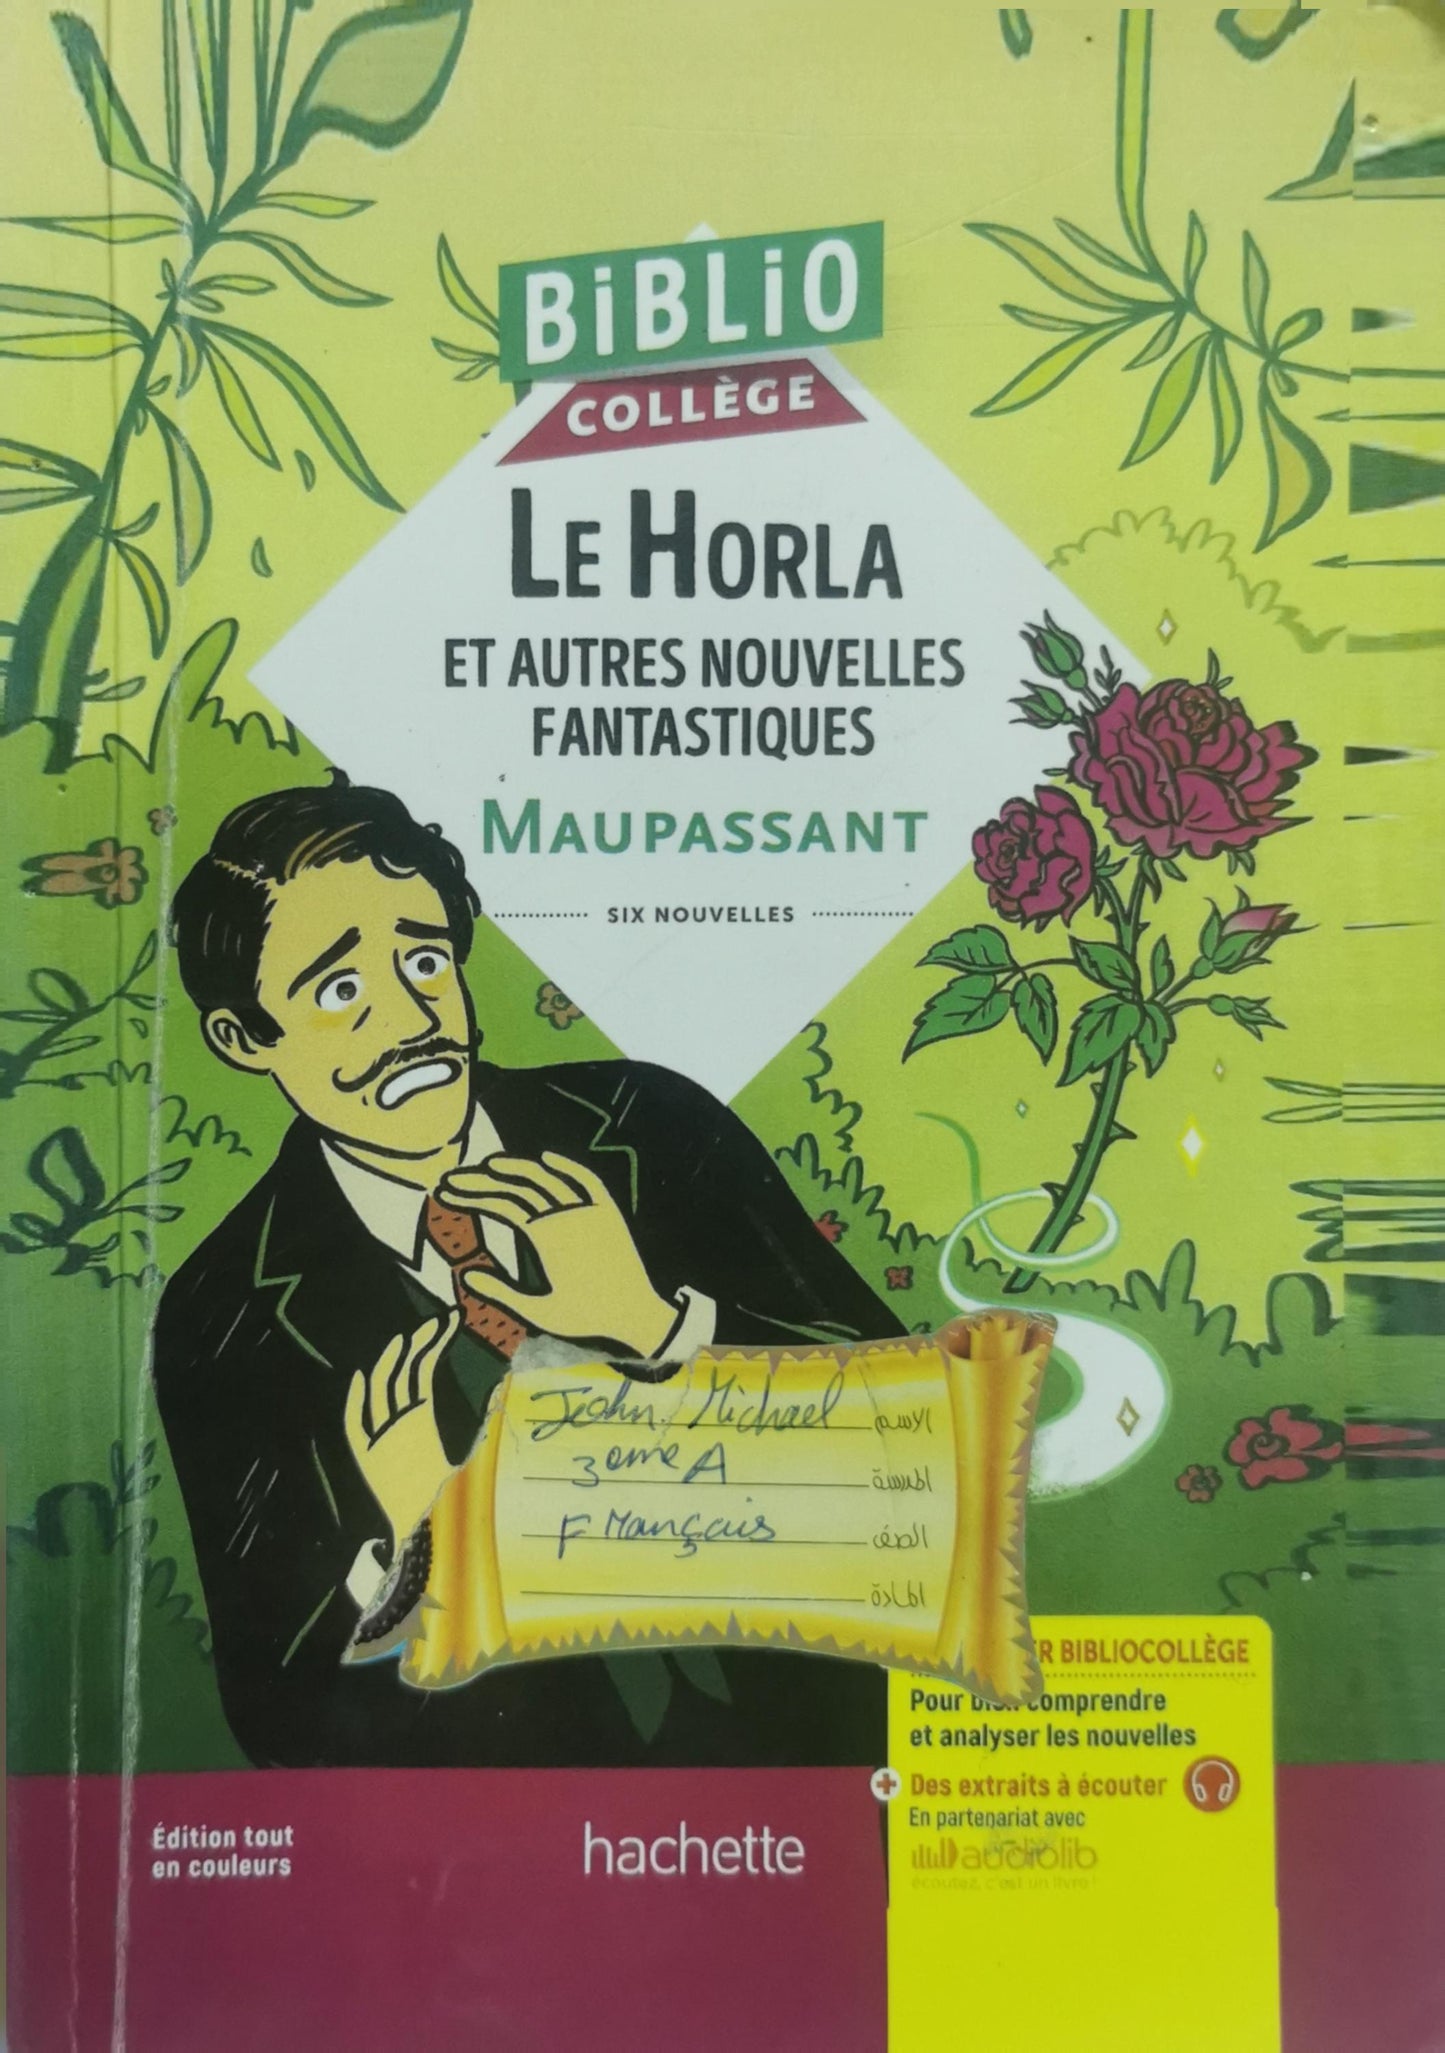 BiBLiO
COLLÈGE
LE HORLA
ET AUTRES NOUVELLES
FANTASTIQUES
MAUPASSANT
SIX NOUVELLES
John Michael الاسم
3eme A المدرسة
Français الصف
المادة
BIBLIOCOLLÈGE
Pour bien comprendre
et analyser les nouvelles
+ Des extraits à écouter
En partenariat avec
audiolib
écoutez, c'est un livre !
Édition tout
en couleurs
hachette